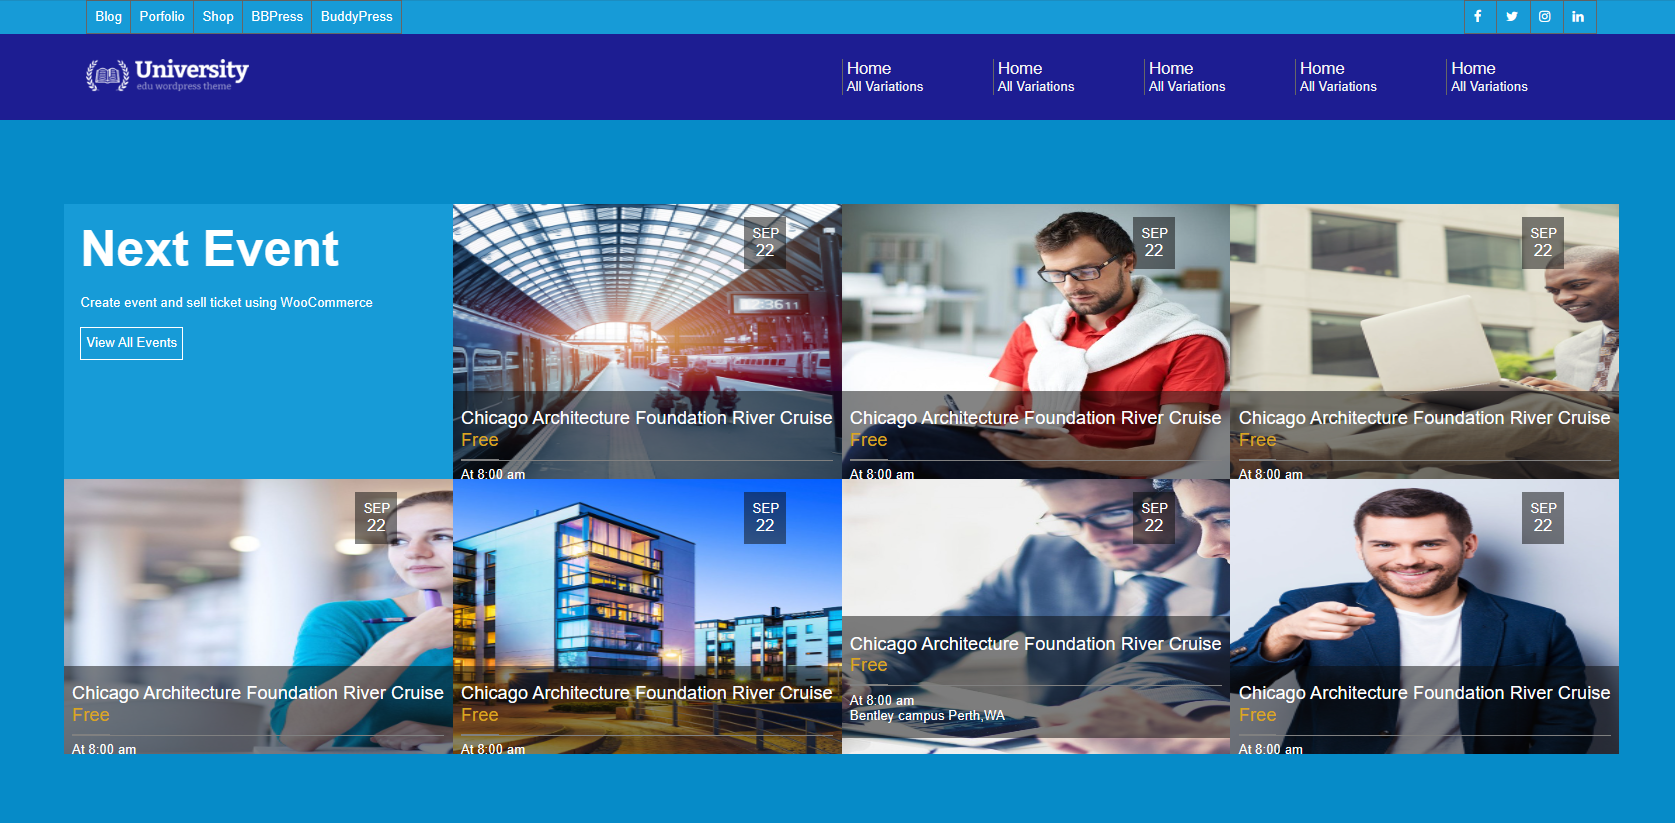 Blog Porfolio Shop BBPress BuddyPress
University
edu wordpress theme
Home Home Home Home Home
All Variations All Variations All Variations All Variations All Variations
Next Event
Create event and sell ticket using WooCommerce
View All Events
SEP
22
12:36 11
Chicago Architecture Foundation River Cruise
Free
At 8:00 am
SEP
22
Chicago Architecture Foundation River Cruise
Free
At 8:00 am
SEP
22
Chicago Architecture Foundation River Cruise
Free
At 8:00 am
SEP
22
Chicago Architecture Foundation River Cruise
Free
At 8:00 am
SEP
22
Chicago Architecture Foundation River Cruise
Free
At 8:00 am
SEP
22
Chicago Architecture Foundation River Cruise
Free
At 8:00 am
Bentley campus Perth,WA
SEP
22
Chicago Architecture Foundation River Cruise
Free
At 8:00 am